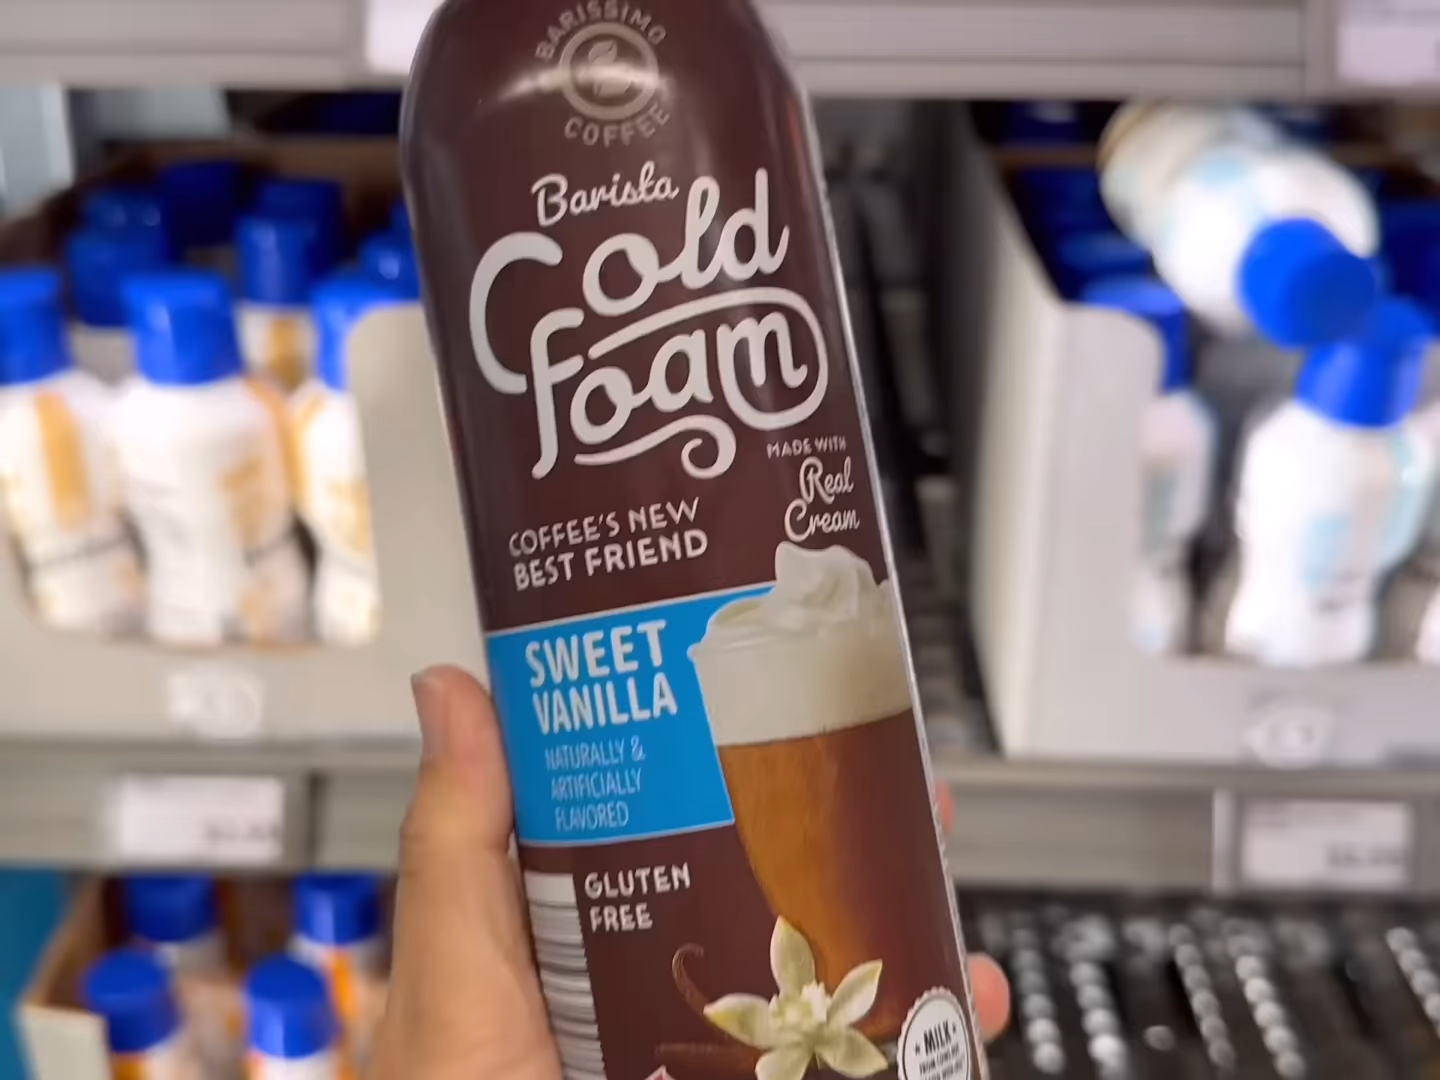 BARISSIMO
COFFEE
Barista
Cold
Foam
MADE WITH
Real
Cream
COFFEE'S NEW
BEST FRIEND
SWEET
VANILLA
NATURALLY &
ARTIFICIALLY
FLAVORED
GLUTEN
FREE
MILK